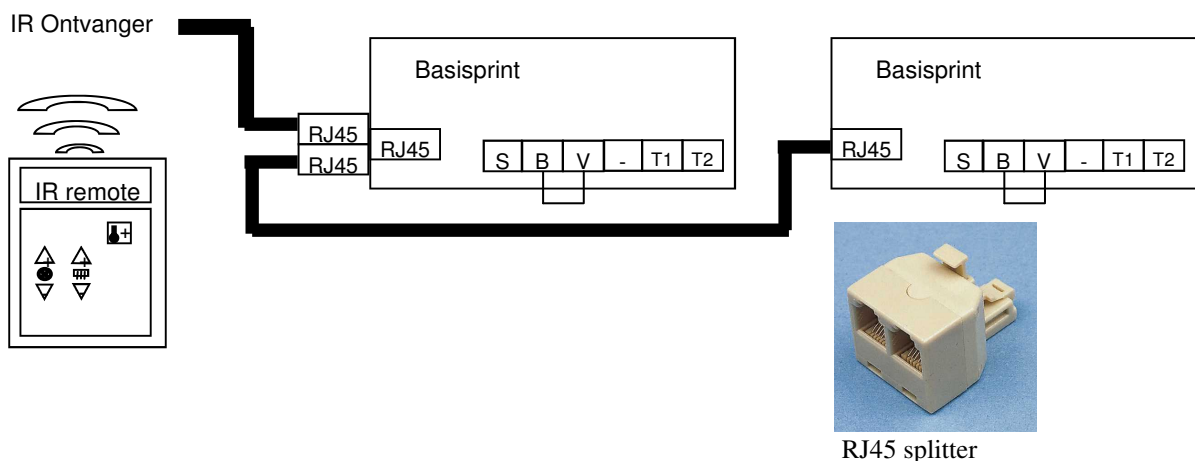 IR Ontvanger
Basisprint
Basisprint
RJ45
RJ45
RJ45
S B V - T1 T2
RJ45
S B V - T1 T2
IR remote
+
+
+
-
-
RJ45 splitter